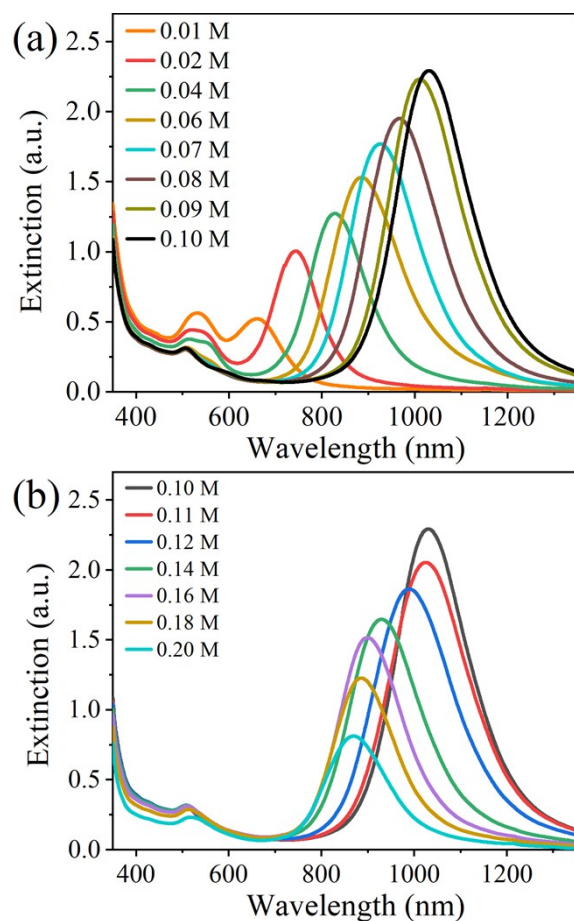 (a)
0.01 M
0.02 M
0.04 M
0.06 M
0.07 M
0.08 M
0.09 M
0.10 M
Extinction (a.u.)
2.5
2.0
1.5
1.0
0.5
0.0
400 600 800 1000 1200
Wavelength (nm)
(b)
0.10 M
0.11 M
0.12 M
0.14 M
0.16 M
0.18 M
0.20 M
Extinction (a.u.)
2.5
2.0
1.5
1.0
0.5
0.0
400 600 800 1000 1200
Wavelength (nm)